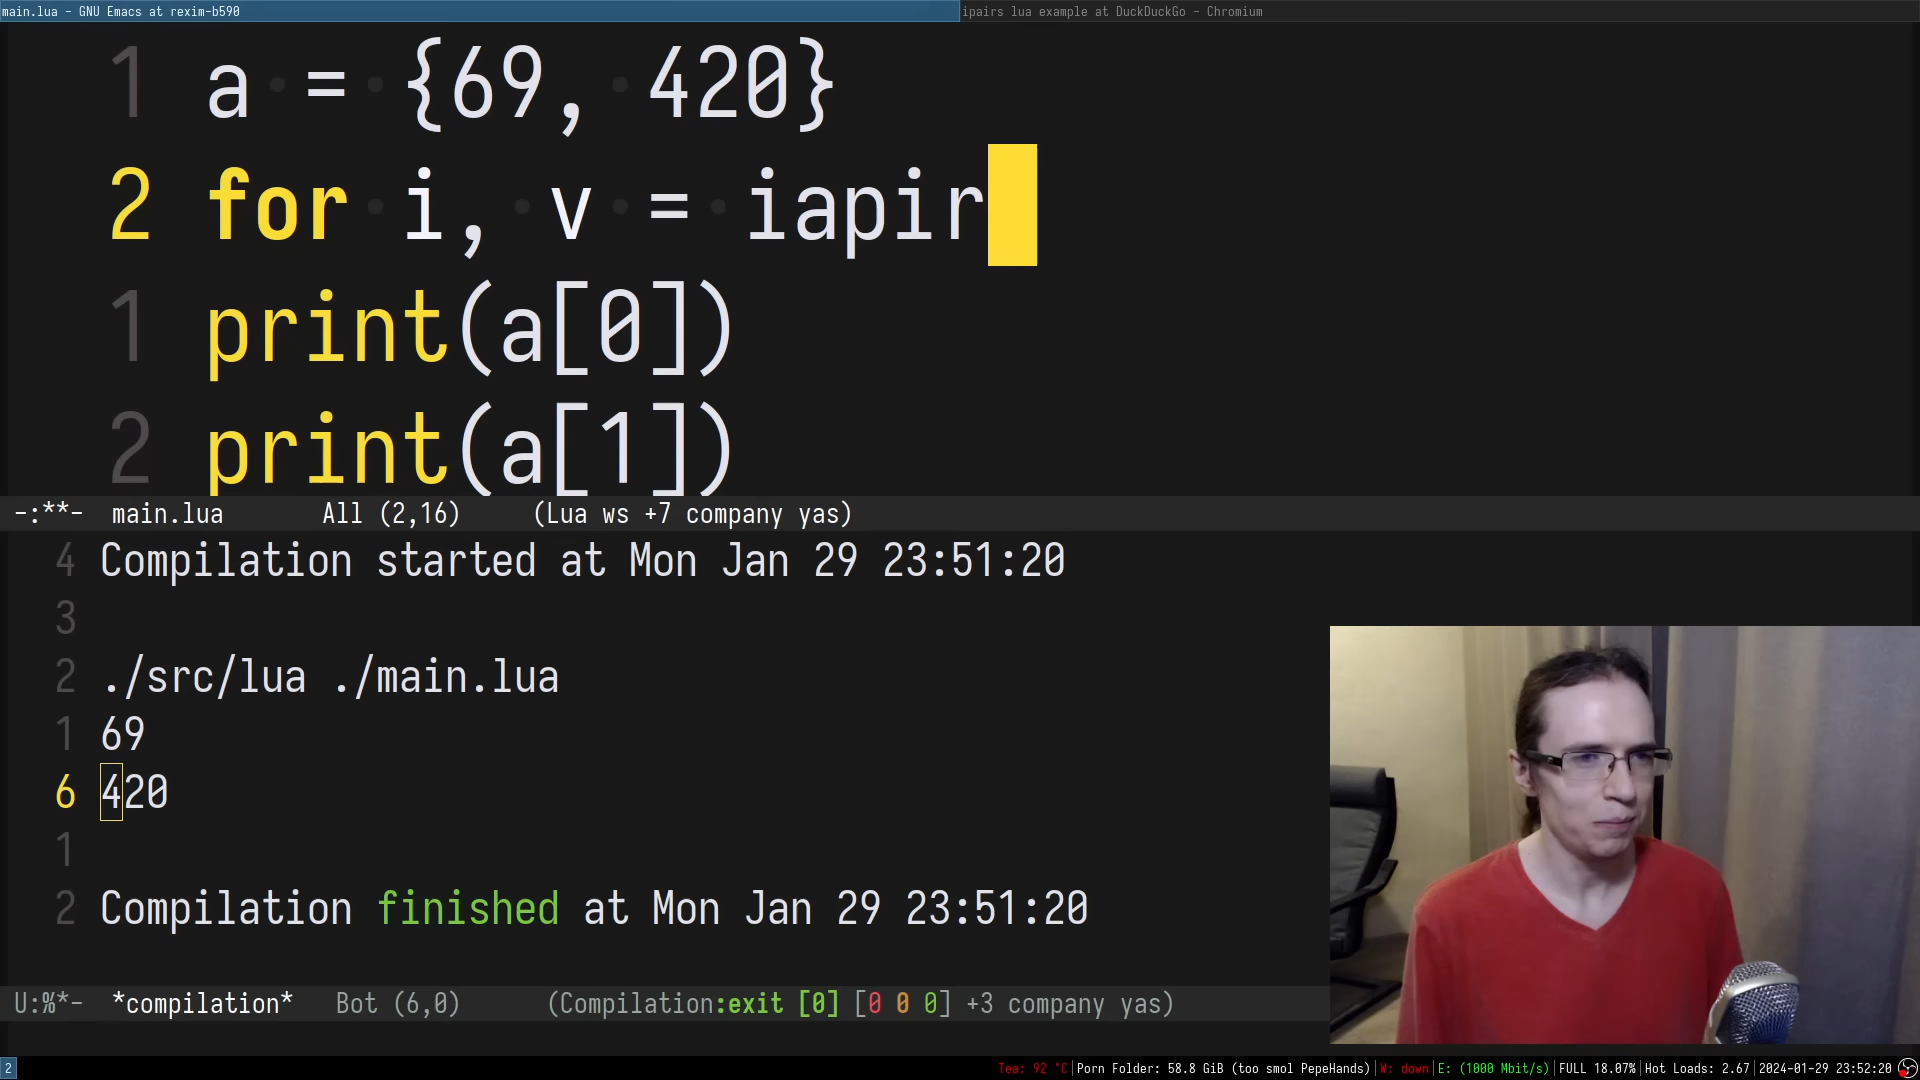 main.lua - GNU Emacs at rexim-b590
ipairs lua example at DuckDuckGo - Chromium
1 a = {69, 420}
2 for i, v = iapir
1 print(a[0])
2 print(a[1])
-:**- main.lua All (2,16) (Lua ws +7 company yas)
4 Compilation started at Mon Jan 29 23:51:20
3
2 ./src/lua ./main.lua
1 69
6 420
1
2 Compilation finished at Mon Jan 29 23:51:20
U:%*- *compilation* Bot (6,0) (Compilation:exit [0] [0 0 0] +3 company yas)
2 Tea: 92 °C|Porn Folder: 58.8 GiB (too smol PepeHands)|W: down|E: (1000 Mbit/s)|FULL 18.07%|Hot Loads: 2.67|2024-01-29 23:52:20